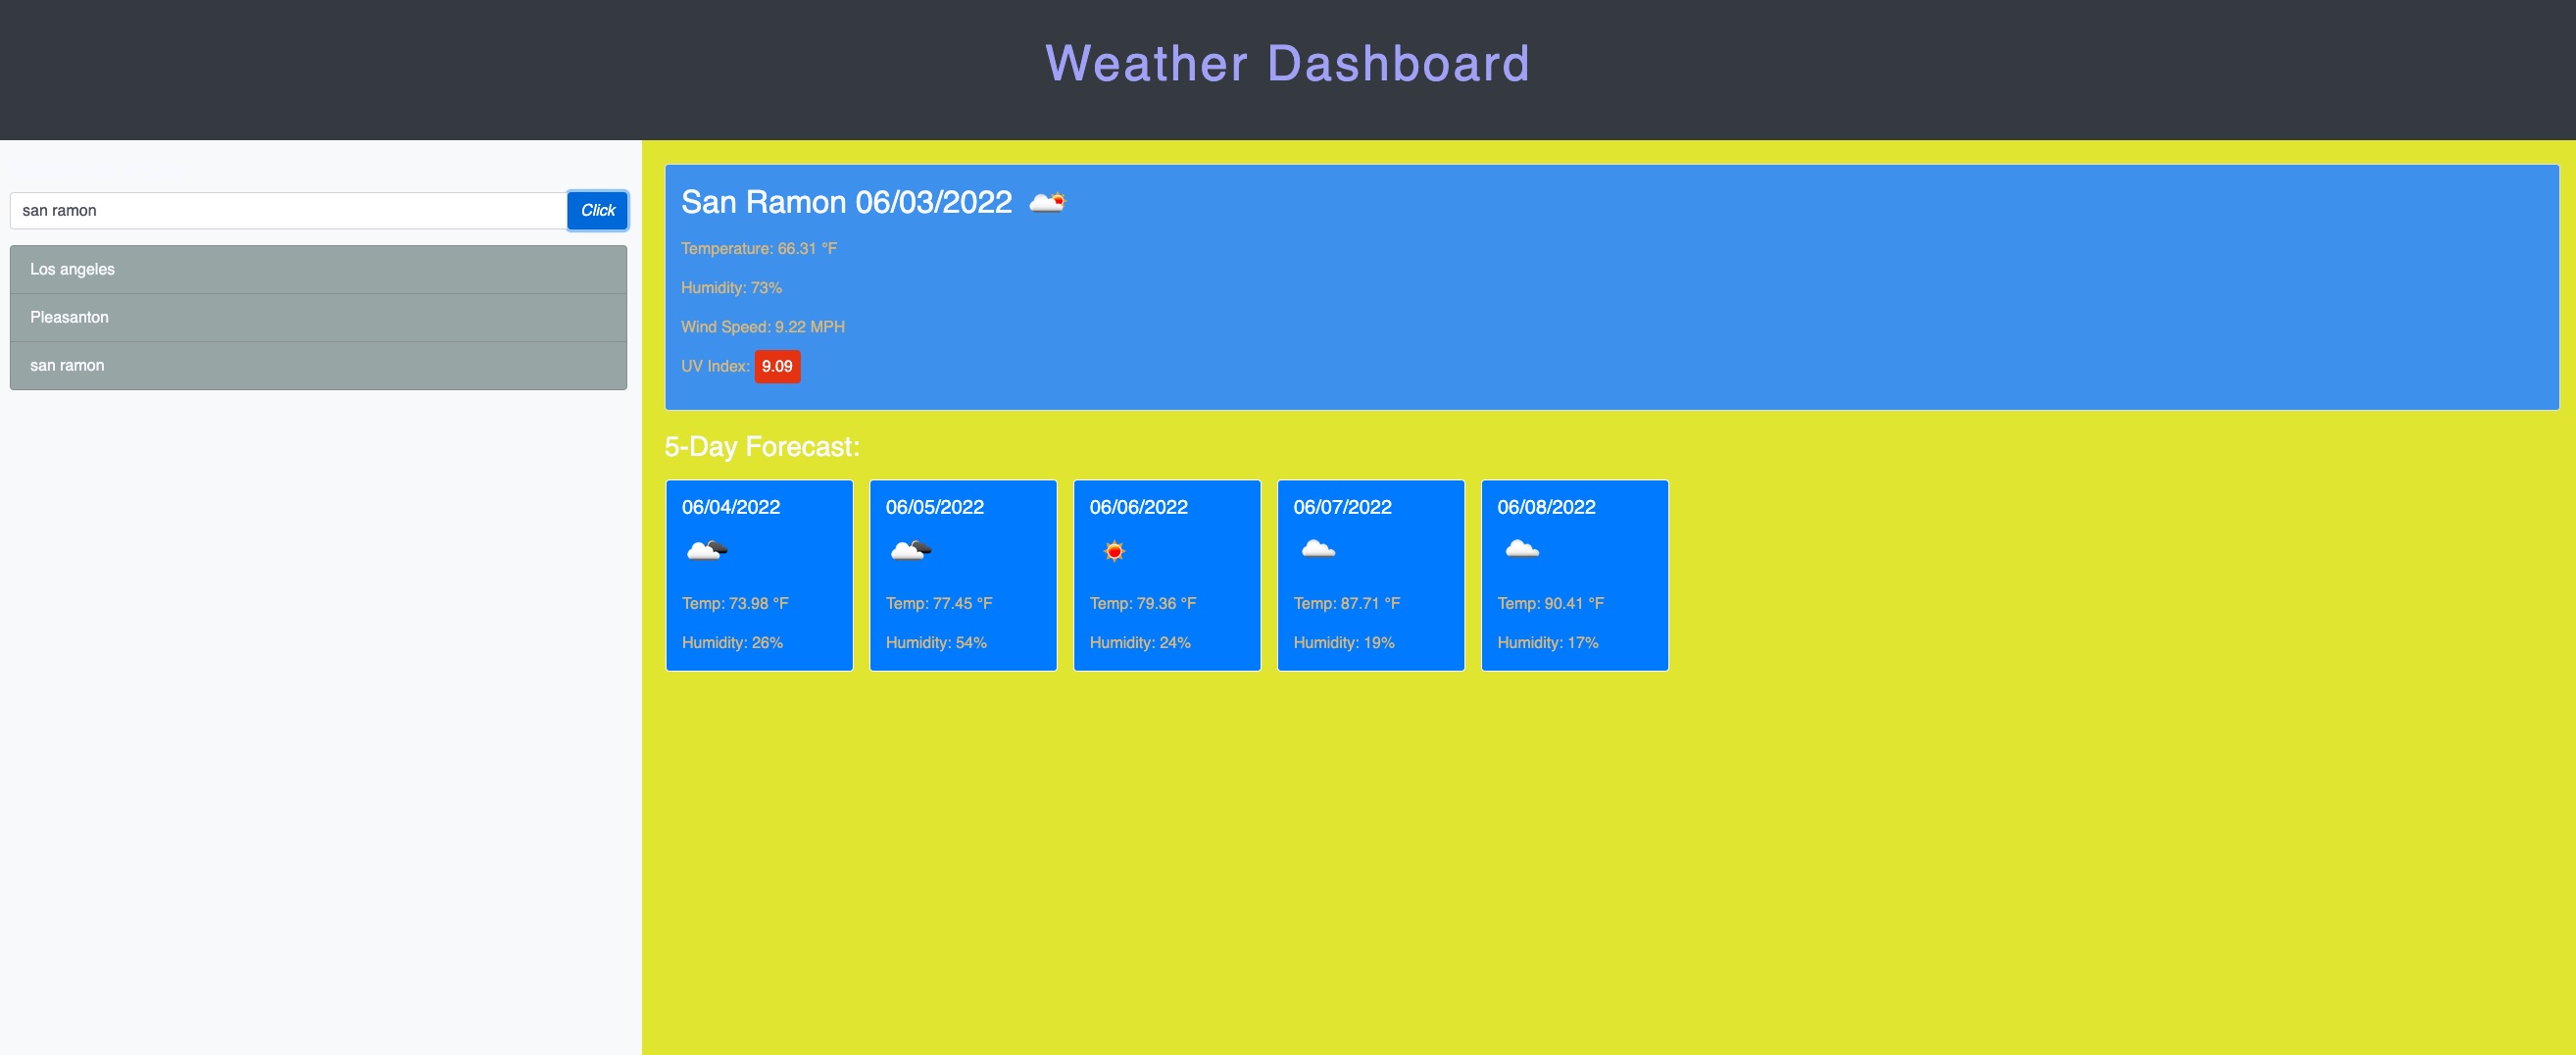 Weather Dashboard
san ramon
Click
Los angeles
Pleasanton
san ramon
San Ramon 06/03/2022
Temperature: 66.31 °F
Humidity: 73%
Wind Speed: 9.22 MPH
UV Index: 9.09
5-Day Forecast:
06/04/2022
Temp: 73.98 °F
Humidity: 26%
06/05/2022
Temp: 77.45 °F
Humidity: 54%
06/06/2022
Temp: 79.36 °F
Humidity: 24%
06/07/2022
Temp: 87.71 °F
Humidity: 19%
06/08/2022
Temp: 90.41 °F
Humidity: 17%